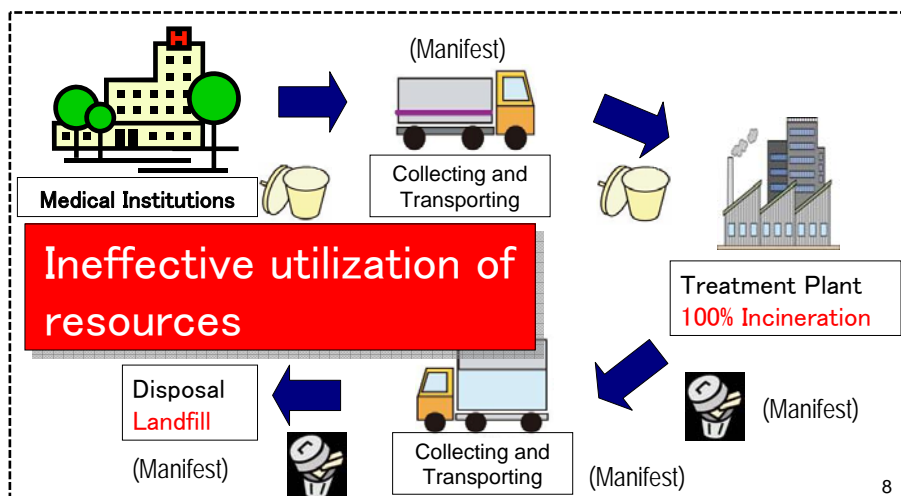 H
(Manifest)
Medical Institutions
Collecting and
Transporting
Ineffective utilization of
resources
Treatment Plant
100% Incineration
Disposal
Landfill
(Manifest)
Collecting and
Transporting
(Manifest)
(Manifest)
8